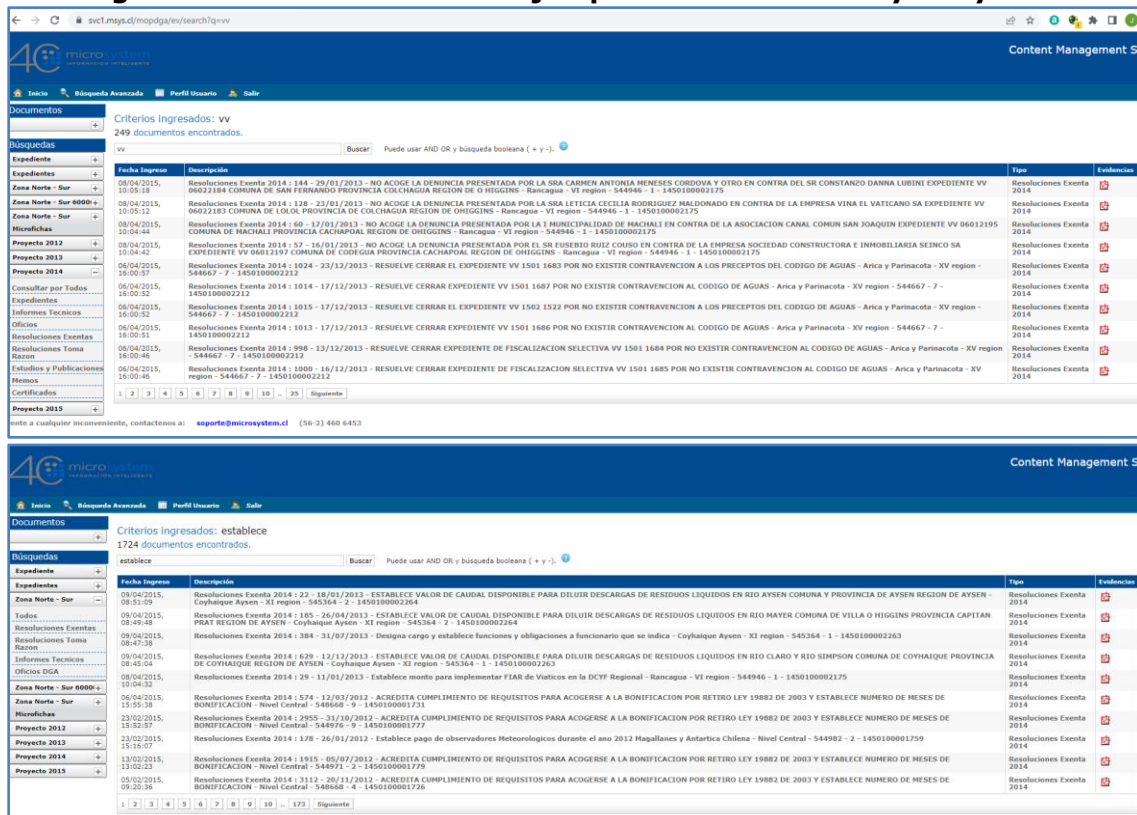 svc1.msys.cl/mopdga/ev/search?q=vv
4C microsystem
INFORMACIÓN INTELIGENTE
Content Management S
Inicio Búsqueda Avanzada Perfil Usuario Salir
Documentos
Búsquedas
Expediente
Expedientes
Zona Norte - Sur
Zona Norte - Sur 6000
Zona Norte - Sur
Microfichas
Proyecto 2012
Proyecto 2013
Proyecto 2014
Consultar por Todos
Expedientes
Informes Tecnicos
Oficios
Resoluciones Exentas
Resoluciones Toma
Razon
Estudios y Publicaciones
Memos
Certificados
Proyecto 2015
Criterios ingresados: vv
249 documentos encontrados.
vv Buscar Puede usar AND OR y búsqueda booleana ( + y -).
Fecha Ingreso Descripción Tipo Evidencias
08/04/2015, 10:05:18 Resoluciones Exenta 2014 : 144 - 29/01/2013 - NO ACOGE LA DENUNCIA PRESENTADA POR LA SRA CARMEN ANTONIA MENESES CORDOVA Y OTRO EN CONTRA DEL SR CONSTANZO DANNA LUBINI EXPEDIENTE VV Resoluciones Exenta 2014
06022184 COMUNA DE SAN FERNANDO PROVINCIA COLCHAGUA REGION DE O HIGGINS - Rancagua - VI region - 544946 - 1 - 1450100002175
08/04/2015, 10:05:12 Resoluciones Exenta 2014 : 128 - 23/01/2013 - NO ACOGE LA DENUNCIA PRESENTADA POR LA SRA LETICIA CECILIA RODRIGUEZ MALDONADO EN CONTRA DE LA EMPRESA VINA EL VATICANO SA EXPEDIENTE VV Resoluciones Exenta 2014
06022183 COMUNA DE LOLOL PROVINCIA DE COLCHAGUA REGION DE OHIGGINS - Rancagua - VI region - 544946 - 1 - 1450100002175
08/04/2015, 10:04:44 Resoluciones Exenta 2014 : 60 - 17/01/2013 - NO ACOGE LA DENUNCIA PRESENTADA POR LA I MUNICIPALIDAD DE MACHALI EN CONTRA DE LA ASOCIACION CANAL COMUN SAN JOAQUIN EXPEDIENTE VV 06012195 Resoluciones Exenta 2014
COMUNA DE MACHALI PROVINCIA CACHAPOAL REGION DE OHIGGINS - Rancagua - VI region - 544946 - 1 - 1450100002175
08/04/2015, 10:04:42 Resoluciones Exenta 2014 : 57 - 16/01/2013 - NO ACOGE LA DENUNCIA PRESENTADA POR EL SR EUSEBIO RUIZ COUSO EN CONTRA DE LA EMPRESA SOCIEDAD CONSTRUCTORA E INMOBILIARIA SEINCO SA Resoluciones Exenta 2014
EXPEDIENTE VV 06012197 COMUNA DE CODEGUA PROVINCIA CACHAPOAL REGION DE OHIGGINS - Rancagua - VI region - 544946 - 1 - 1450100002175
06/04/2015, 16:00:57 Resoluciones Exenta 2014 : 1024 - 23/12/2013 - RESUELVE CERRAR EL EXPEDIENTE VV 1501 1683 POR NO EXISTIR CONTRAVENCION A LOS PRECEPTOS DEL CODIGO DE AGUAS - Arica y Parinacota - XV region - Resoluciones Exenta 2014
544667 - 7 - 1450100002212
06/04/2015, 16:00:52 Resoluciones Exenta 2014 : 1014 - 17/12/2013 - RESUELVE CERRAR EXPEDIENTE VV 1501 1687 POR NO EXISTIR CONTRAVENCION AL CODIGO DE AGUAS - Arica y Parinacota - XV region - 544667 - 7 - Resoluciones Exenta 2014
1450100002212
06/04/2015, 16:00:52 Resoluciones Exenta 2014 : 1015 - 17/12/2013 - RESUELVE CERRAR EL EXPEDIENTE VV 1502 1522 POR NO EXISTIR CONTRAVENCION A LOS PRECEPTOS DEL CODIGO DE AGUAS - Arica y Parinacota - XV region - Resoluciones Exenta 2014
544667 - 7 - 1450100002212
06/04/2015, 16:00:51 Resoluciones Exenta 2014 : 1013 - 17/12/2013 - RESUELVE CERRAR EXPEDIENTE VV 1501 1686 POR NO EXISTIR CONTRAVENCION AL CODIGO DE AGUAS - Arica y Parinacota - XV region - 544667 - 7 - Resoluciones Exenta 2014
1450100002212
06/04/2015, 16:00:46 Resoluciones Exenta 2014 : 998 - 13/12/2013 - RESUELVE CERRAR EXPEDIENTE DE FISCALIZACION SELECTIVA VV 1501 1684 POR NO EXISTIR CONTRAVENCION AL CODIGO DE AGUAS - Arica y Parinacota - XV region Resoluciones Exenta 2014
- 544667 - 7 - 1450100002212
06/04/2015, 16:00:46 Resoluciones Exenta 2014 : 1000 - 16/12/2013 - RESUELVE CERRAR EXPEDIENTE DE FISCALIZACION SELECTIVA VV 1501 1685 POR NO EXISTIR CONTRAVENCION AL CODIGO DE AGUAS - Arica y Parinacota - XV Resoluciones Exenta 2014
region - 544667 - 7 - 1450100002212
1 2 3 4 5 6 7 8 9 10 .. 25 Siguiente
ente a cualquier inconveniente, contactenos a: soporte@microsystem.cl (56-2) 460 6453
4C microsystem
INFORMACIÓN INTELIGENTE
Content Management S
Inicio Búsqueda Avanzada Perfil Usuario Salir
Documentos
Búsquedas
Expediente
Expedientes
Zona Norte - Sur
Todos
Resoluciones Exentas
Resoluciones Toma
Razon
Informes Tecnicos
Oficios DGA
Zona Norte - Sur 6000
Zona Norte - Sur
Microfichas
Proyecto 2012
Proyecto 2013
Proyecto 2014
Proyecto 2015
Criterios ingresados: establece
1724 documentos encontrados.
establece Buscar Puede usar AND OR y búsqueda booleana ( + y -).
Fecha Ingreso Descripción Tipo Evidencias
09/04/2015, 08:51:09 Resoluciones Exenta 2014 : 22 - 18/01/2013 - ESTABLECE VALOR DE CAUDAL DISPONIBLE PARA DILUIR DESCARGAS DE RESIDUOS LIQUIDOS EN RIO AYSEN COMUNA Y PROVINCIA DE AYSEN REGION DE AYSEN - Resoluciones Exenta 2014
Coyhaique Aysen - XI region - 545364 - 2 - 1450100002264
09/04/2015, 08:49:48 Resoluciones Exenta 2014 : 185 - 26/04/2013 - ESTABLECE VALOR DE CAUDAL DISPONIBLE PARA DILUIR DESCARGAS DE RESIDUOS LIQUIDOS EN RIO MAYER COMUNA DE VILLA O HIGGINS PROVINCIA CAPITAN Resoluciones Exenta 2014
PRAT REGION DE AYSEN - Coyhaique Aysen - XI region - 545364 - 2 - 1450100002264
09/04/2015, 08:47:38 Resoluciones Exenta 2014 : 384 - 31/07/2013 - Designa cargo y establece funciones y obligaciones a funcionario que se indica - Coyhaique Aysen - XI region - 545364 - 1 - 1450100002263 Resoluciones Exenta 2014
09/04/2015, 08:45:04 Resoluciones Exenta 2014 : 629 - 12/12/2013 - ESTABLECE VALOR DE CAUDAL DISPONIBLE PARA DILUIR DESCARGAS DE RESIDUOS LIQUIDOS EN RIO CLARO Y RIO SIMPSON COMUNA DE COYHAIQUE PROVINCIA Resoluciones Exenta 2014
DE COYHAIQUE REGION DE AYSEN - Coyhaique Aysen - XI region - 545364 - 1 - 1450100002263
08/04/2015, 10:04:32 Resoluciones Exenta 2014 : 29 - 11/01/2013 - Establece monto para implementar FIAR de Viaticos en la DCYF Regional - Rancagua - VI region - 544946 - 1 - 1450100002175 Resoluciones Exenta 2014
06/04/2015, 15:55:38 Resoluciones Exenta 2014 : 574 - 12/03/2012 - ACREDITA CUMPLIMIENTO DE REQUISITOS PARA ACOGERSE A LA BONIFICACION POR RETIRO LEY 19882 DE 2003 Y ESTABLECE NUMERO DE MESES DE Resoluciones Exenta 2014
BONIFICACION - Nivel Central - 548668 - 9 - 1450100001731
23/02/2015, 15:52:57 Resoluciones Exenta 2014 : 2955 - 31/10/2012 - ACREDITA CUMPLIMIENTO DE REQUISITOS PARA ACOGERSE A LA BONIFICACION POR RETIRO LEY 19882 DE 2003 Y ESTABLECE NUMERO DE MESES DE Resoluciones Exenta 2014
BONIFICACION - Nivel Central - 544976 - 9 - 1450100001777
23/02/2015, 15:16:07 Resoluciones Exenta 2014 : 178 - 26/01/2012 - Establece pago de observadores Meteorologicos durante el ano 2012 Magallanes y Antartica Chilena - Nivel Central - 544982 - 2 - 1450100001759 Resoluciones Exenta 2014
13/02/2015, 13:02:23 Resoluciones Exenta 2014 : 1915 - 05/07/2012 - ACREDITA CUMPLIMIENTO DE REQUISITOS PARA ACOGERSE A LA BONIFICACION POR RETIRO LEY 19882 DE 2003 Y ESTABLECE NUMERO DE MESES DE Resoluciones Exenta 2014
BONIFICACION - Nivel Central - 544971 - 2 - 1450100001779
05/02/2015, 09:20:36 Resoluciones Exenta 2014 : 3112 - 20/11/2012 - ACREDITA CUMPLIMIENTO DE REQUISITOS PARA ACOGERSE A LA BONIFICACION POR RETIRO LEY 19882 DE 2003 Y ESTABLECE NUMERO DE MESES DE Resoluciones Exenta 2014
BONIFICACION - Nivel Central - 548668 - 4 - 1450100001726
1 2 3 4 5 6 7 8 9 10 .. 173 Siguiente